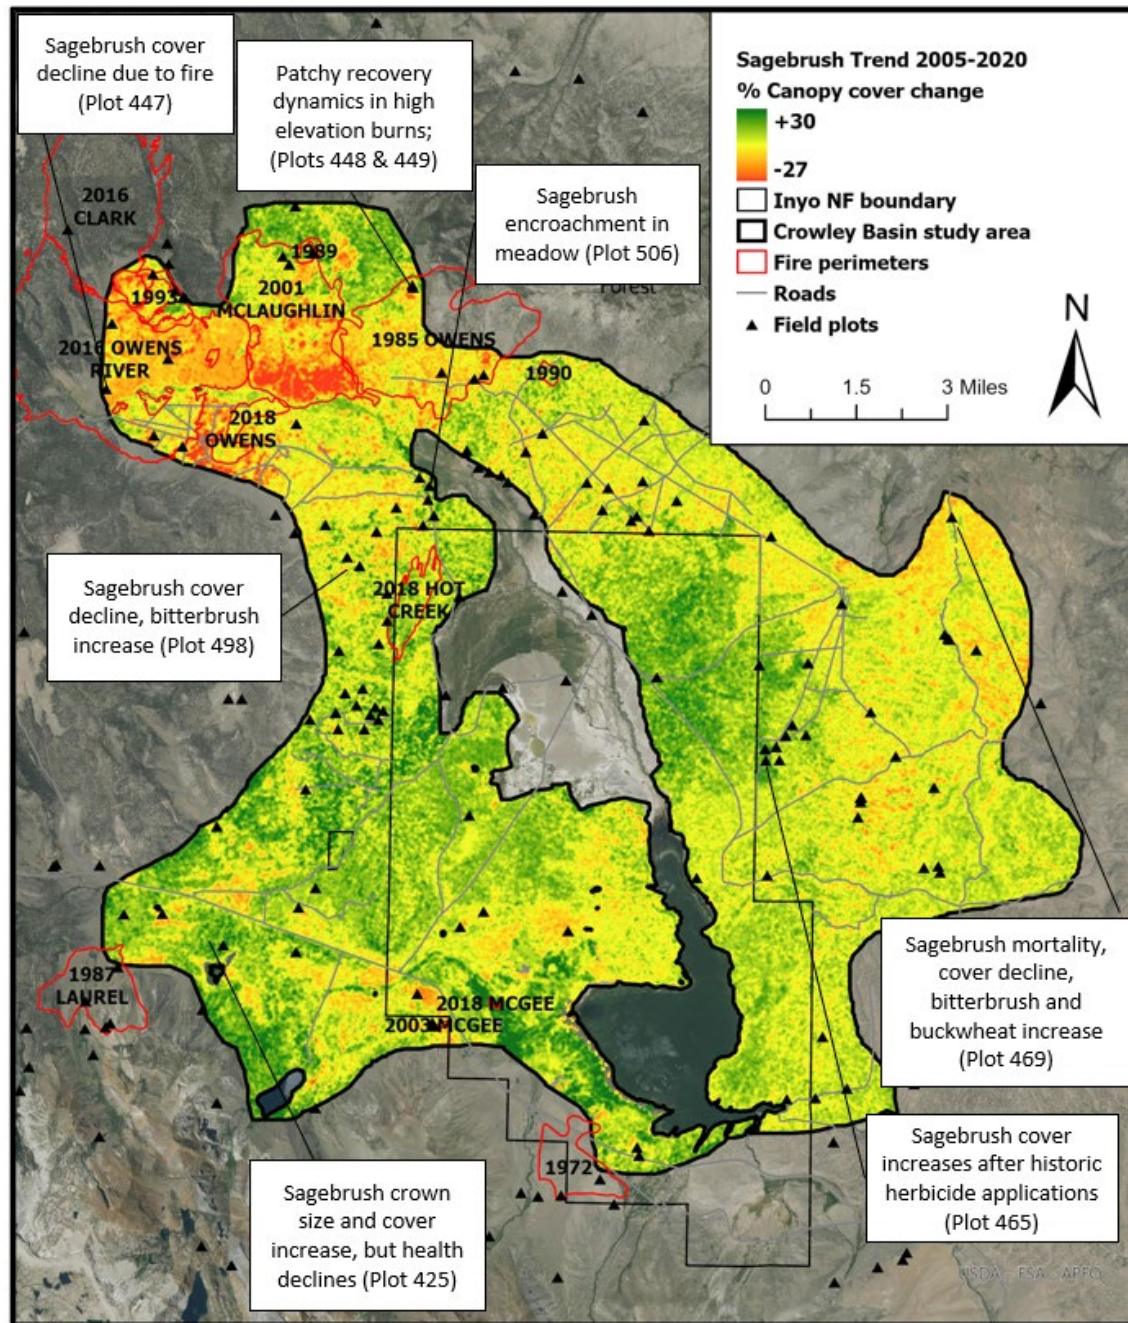 Sagebrush cover
decline due to fire
(Plot 447)
Patchy recovery
dynamics in high
elevation burns;
(Plots 448 & 449)
Sagebrush
encroachment in
meadow (Plot 506)
Sagebrush Trend 2005-2020
% Canopy cover change
+30
-27
Inyo NF boundary
Crowley Basin study area
Fire perimeters
Roads
Field plots
N
0 1.5 3 Miles
Forest
2016
CLARK
1989
1993
2001
MCLAUGHLIN
2016 OWENS
RIVER
1985 OWENS
1990
2018
OWENS
Sagebrush cover
decline, bitterbrush
increase (Plot 498)
2018 HOT
CREEK
1987
LAUREL
2018 MCGEE
2003 MCGEE
1972
Sagebrush mortality,
cover decline,
bitterbrush and
buckwheat increase
(Plot 469)
Sagebrush cover
increases after historic
herbicide applications
(Plot 465)
Sagebrush crown
size and cover
increase, but health
declines (Plot 425)
USDA - FSA - APFO